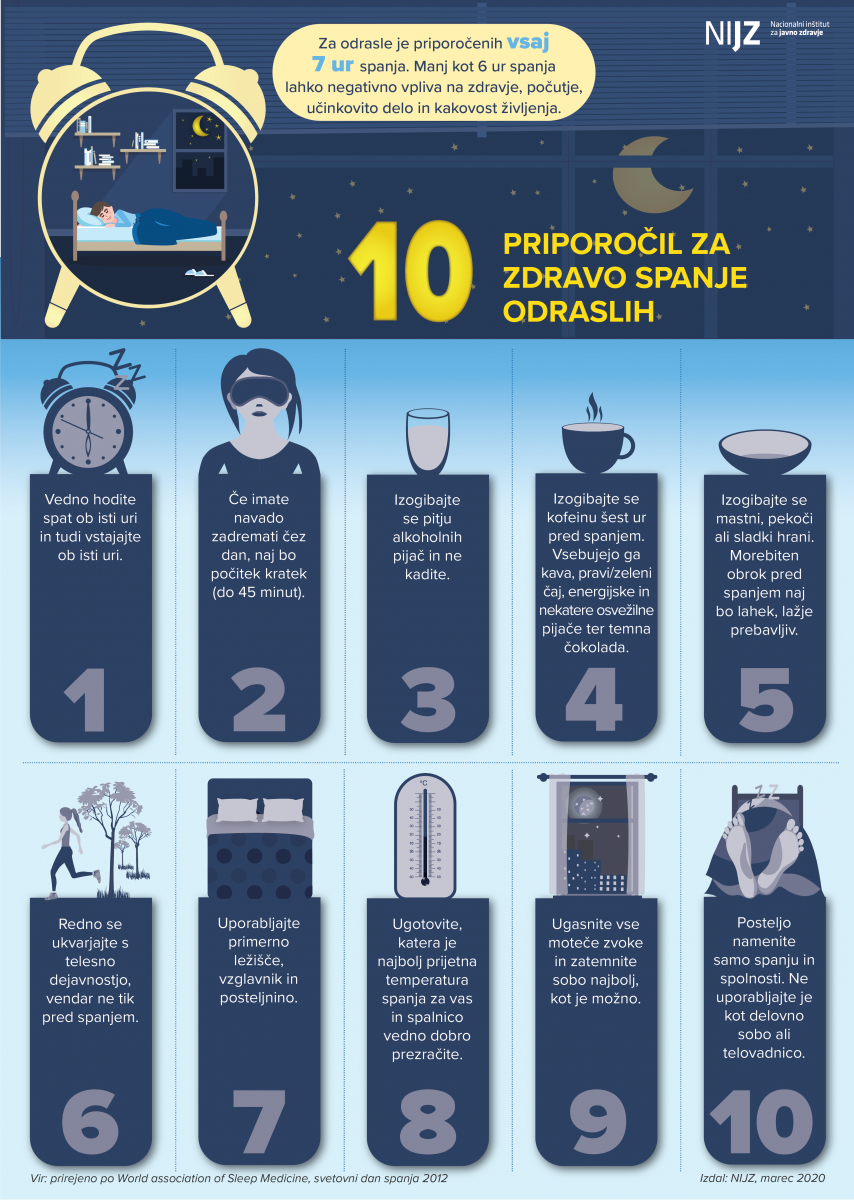 Za odrasle je priporočenih vsaj
7 ur spanja. Manj kot 6 ur spanja
lahko negativno vpliva na zdravje, počutje,
učinkovito delo in kakovost življenja.
NIJZ
Nacionalni inštitut
za javno zdravje
10
PRIPOROČIL ZA
ZDRAVO SPANJE
ODRASLIH
Z
Z
Z
Vedno hodite
spat ob isti uri
in tudi vstajajte
ob isti uri.
1
Če imate
navado
zadremati čez
dan, naj bo
počitek kratek
(do 45 minut).
2
Izogibajte
se pitju
alkoholnih
pijač in ne
kadite.
3
Izogibajte se
kofeinu šest ur
pred spanjem.
Vsebujejo ga
kava, pravi/zeleni
čaj, energijske in
nekatere osvežilne
pijače ter temna
čokolada.
4
Izogibajte se
mastni, pekoči
ali sladki hrani.
Morebiten
obrok pred
spanjem naj
bo lahek, lažje
prebavljiv.
5
Redno se
ukvarjajte s
telesno
dejavnostjo,
vendar ne tik
pred spanjem.
6
Uporabljajte
primerno
ležišče,
vzglavnik in
posteljnino.
7
°C
Ugotovite,
katera je
najbolj prijetna
temperatura
spanja za vas
in spalnico
vedno dobro
prezračite.
8
Ugasnite vse
moteče zvoke
in zatemnite
sobo najbolj,
kot je možno.
9
Z Z Z
Posteljo
namenite
samo spanju in
spolnosti. Ne
uporabljajte je
kot delovno
sobo ali
telovadnico.
10
Vir: prirejeno po World association of Sleep Medicine, svetovni dan spanja 2012
Izdal: NIJZ, marec 2020